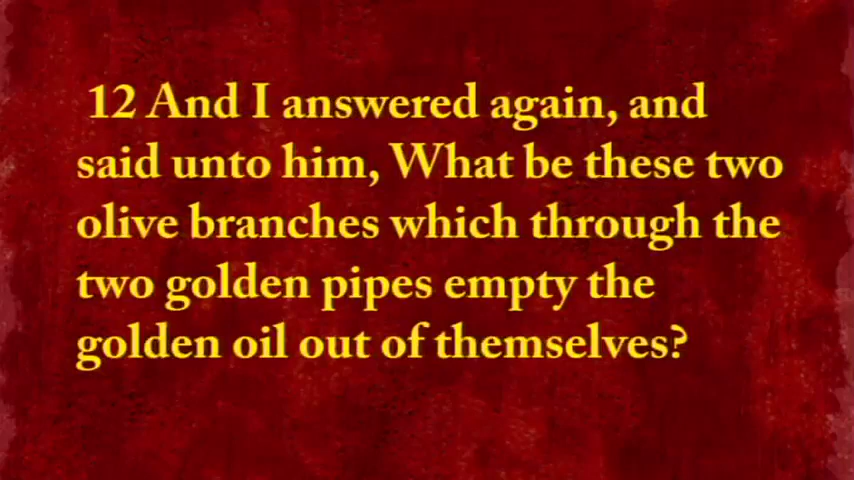 12 And I answered again, and
said unto him, What be these two
olive branches which through the
two golden pipes empty the
golden oil out of themselves?